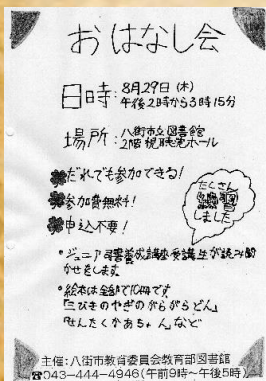 おはなし会
日時:8月29日(木)
午後2時から3時15分
場所:八街市立図書館
2階視聴覚ホール
だれでも参加できる!
参加費無料!
申込不要!
たくさん
練習
しました
・ジュニア司書養成講座受講生が読み聞
かせをします
・絵本は全部で10冊です
『三びきのやぎのがらがらどん』
『せんたくかあちゃん』など
主催:八街市教育委員会教育部図書館
☎043-444-4946(午前9時~午後5時)